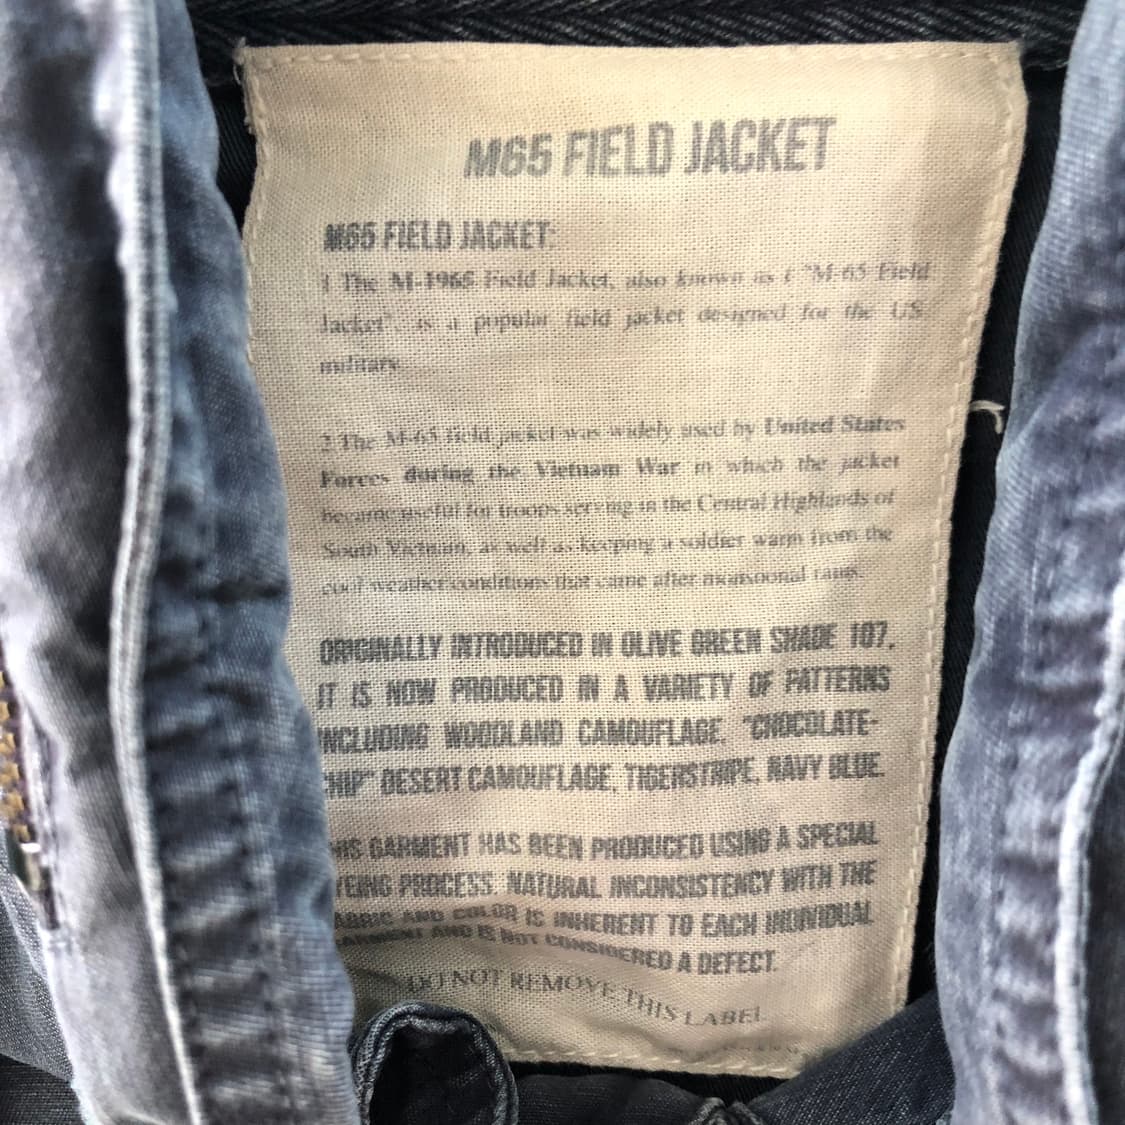 M65 FIELD JACKET
M65 FIELD JACKET:
1 The M-1965 Field Jacket, also known as t "M-65 Field
Jacket", is a popular field jacket designed for the US
military
2 The M-65 field jacket was widely used by United States
Forces during the Vietnam War in which the jacket
became useful for troops serving in the Central Highlands of
South Vietnam, as well as keeping a soldier warm from the
cool weather conditions that came after monsoonal rains.
ORIGINALLY INTRODUCED IN OLIVE GREEN SHADE 107,
IT IS NOW PRODUCED IN A VARIETY OF PATTERNS
INCLUDING WOODLAND CAMOUFLAGE, "CHOCOLATE-
HIP" DESERT CAMOUFLAGE, TIGERSTRIPE, NAVY BLUE.
HIS GARMENT HAS BEEN PRODUCED USING A SPECIAL
YEING PROCESS. NATURAL INCONSISTENCY WITH THE
ABRIC AND COLOR IS INHERENT TO EACH INDIVIDUAL
GARMENT AND IS NOT CONSIDERED A DEFECT.
DO NOT REMOVE THIS LABEL